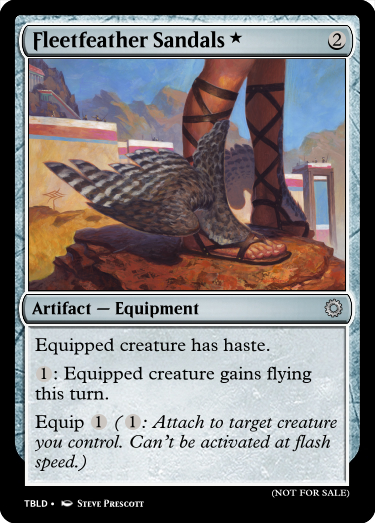 Fleetfeather Sandals ★ 2
Artifact — Equipment
Equipped creature has haste.
1: Equipped creature gains flying
this turn.
Equip 1 (1: Attach to target creature
you control. Can't be activated at flash
speed.)
(NOT FOR SALE)
TBLD • Steve Prescott